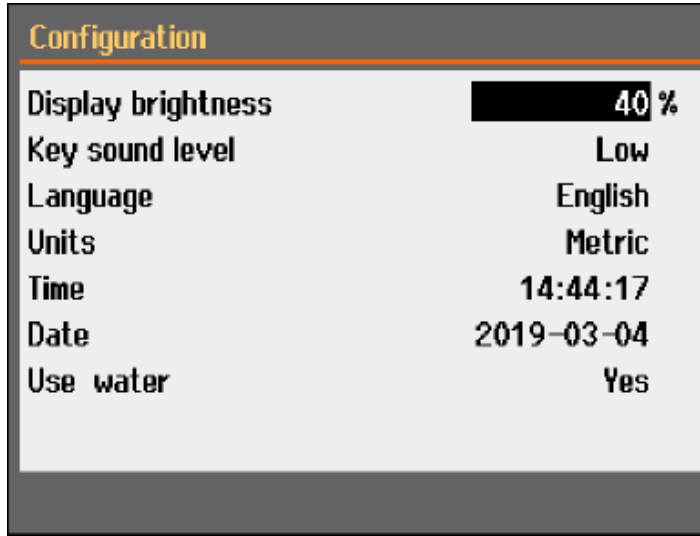 Configuration
Display brightness 40 %
Key sound level Low
Language English
Units Metric
Time 14:44:17
Date 2019-03-04
Use water Yes